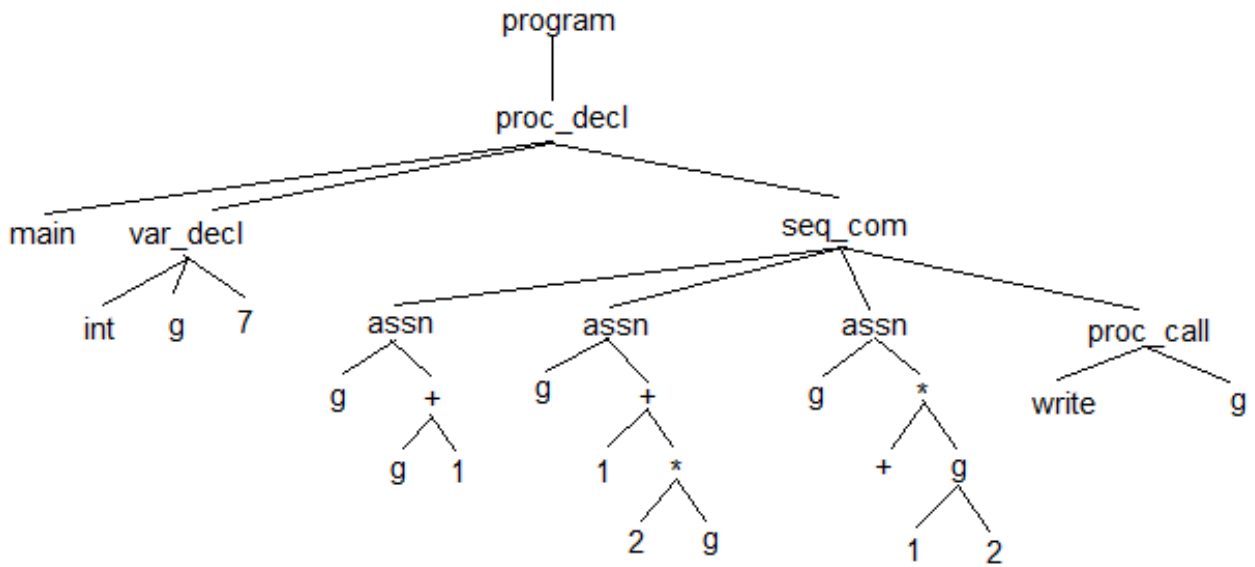 program
proc_decl
main var_decl seq_com
int g 7 assn assn assn proc_call
g + g + g * write g
g 1 1 * + g
2 g 1 2